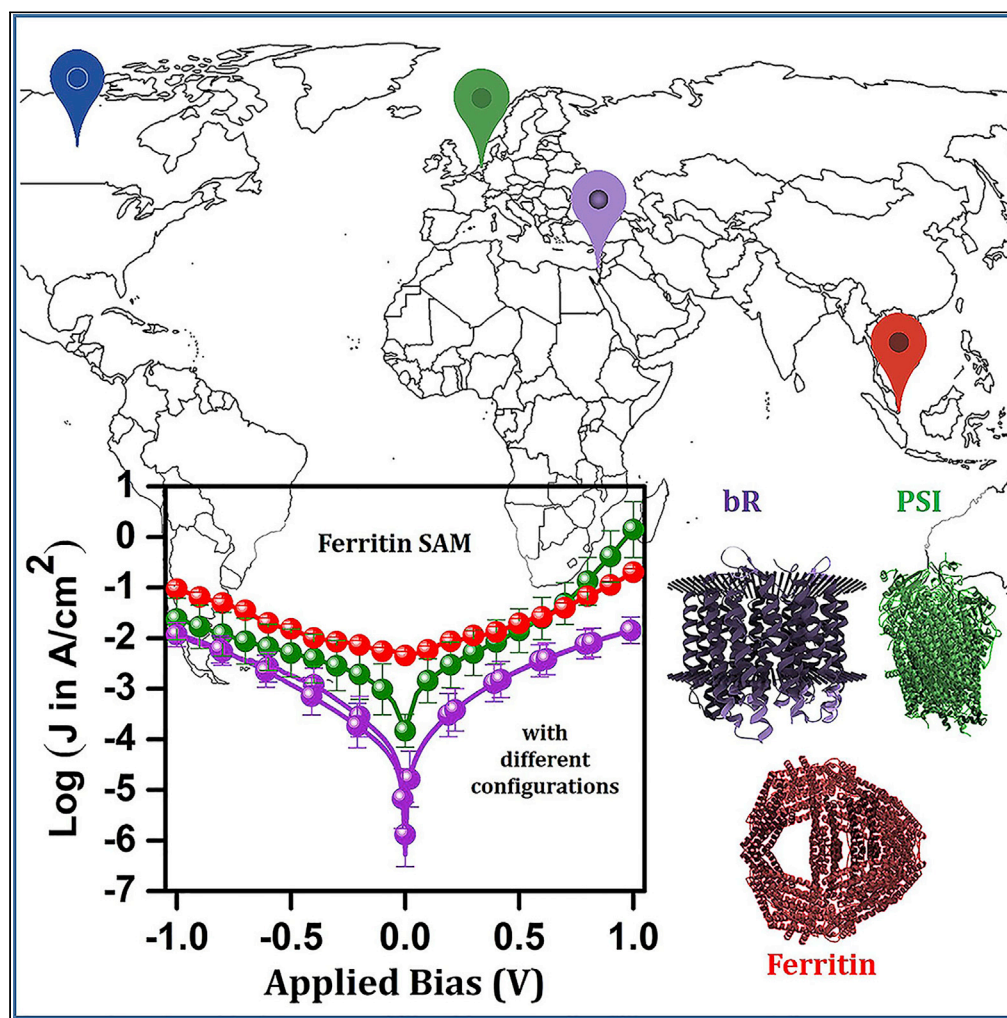 bR
PSI
Ferritin
Ferritin SAM
with
different
configurations
Log ( J in A/cm²
1
0
-1
-2
-3
-4
-5
-6
-7
-1.0
-0.5
0.0
0.5
1.0
Applied Bias (V)